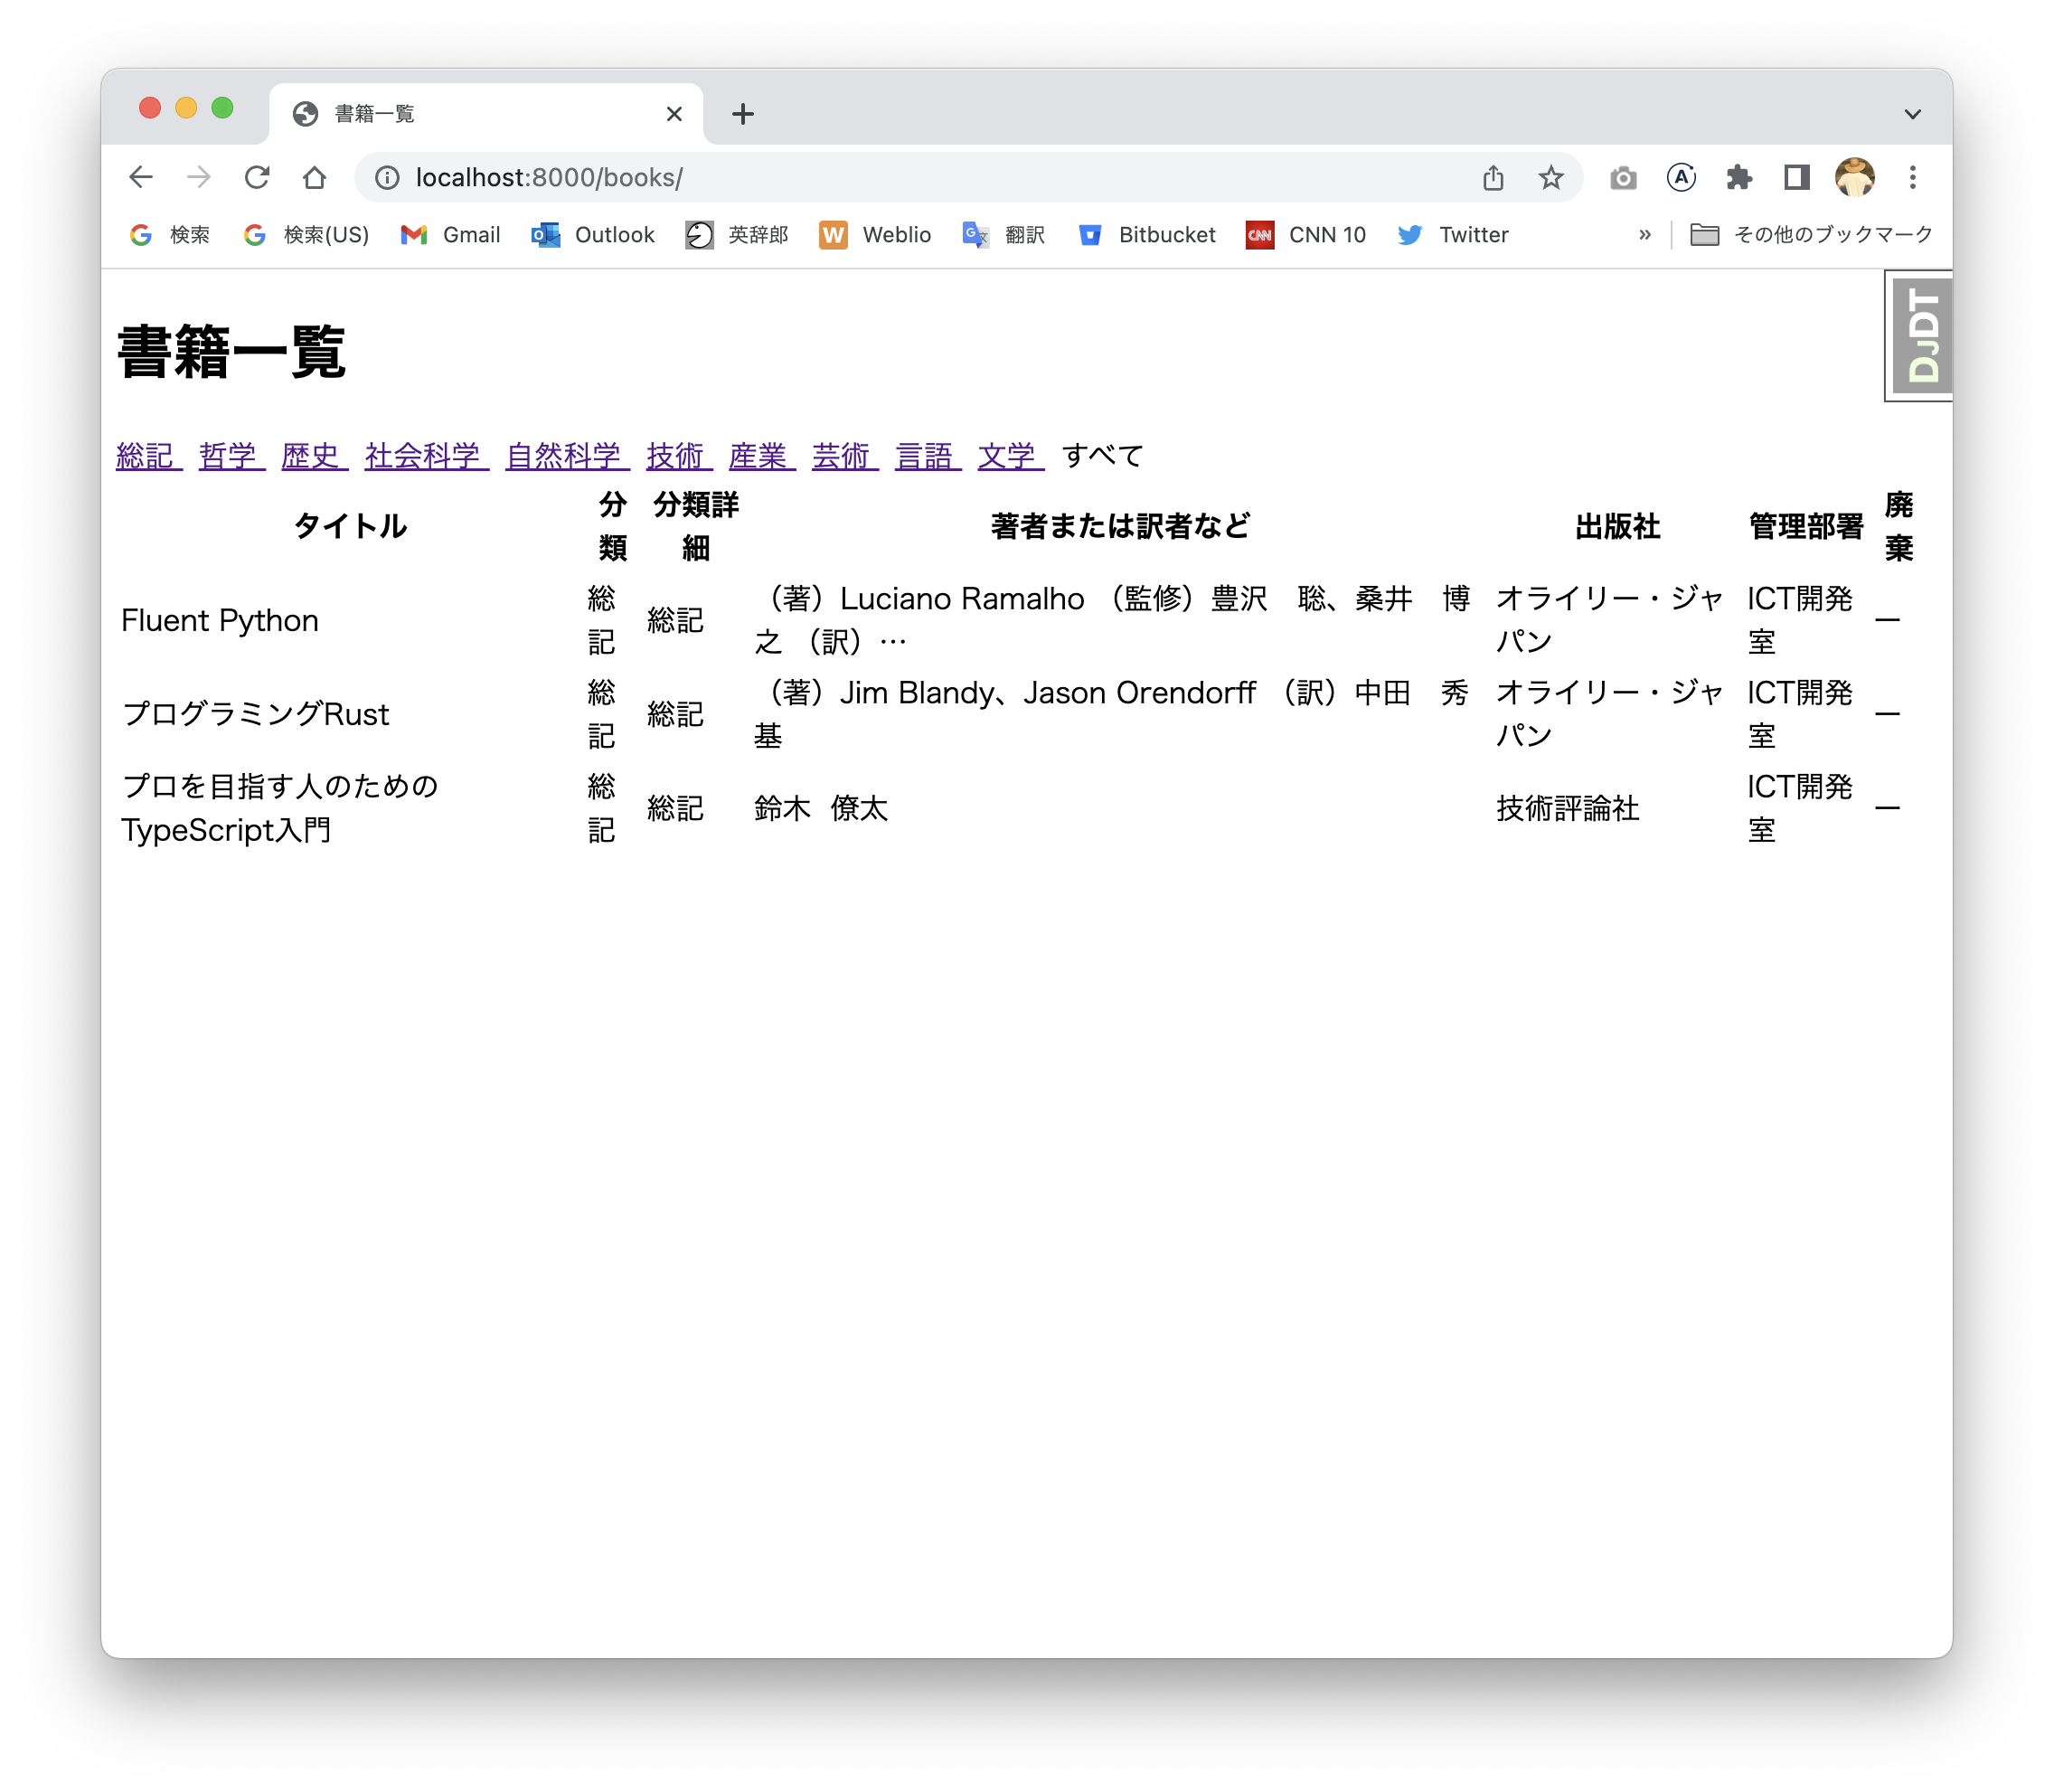 書籍一覧
localhost:8000/books/
検索 検索(US) Gmail Outlook 英辞郎 Weblio 翻訳 Bitbucket CNN 10 Twitter » その他のブックマーク
DJDT
書籍一覧
総記 哲学 歴史 社会科学 自然科学 技術 産業 芸術 言語 文学 すべて
タイトル 分類 分類詳細 著者または訳者など 出版社 管理部署 廃棄
Fluent Python 総記 総記 （著）Luciano Ramalho （監修）豊沢　聡、桑井　博之 （訳）… オライリー・ジャパン ICT開発室 —
プログラミングRust 総記 総記 （著）Jim Blandy、Jason Orendorff （訳）中田　秀基 オライリー・ジャパン ICT開発室 —
プロを目指す人のためのTypeScript入門 総記 総記 鈴木 僚太 技術評論社 ICT開発室 —